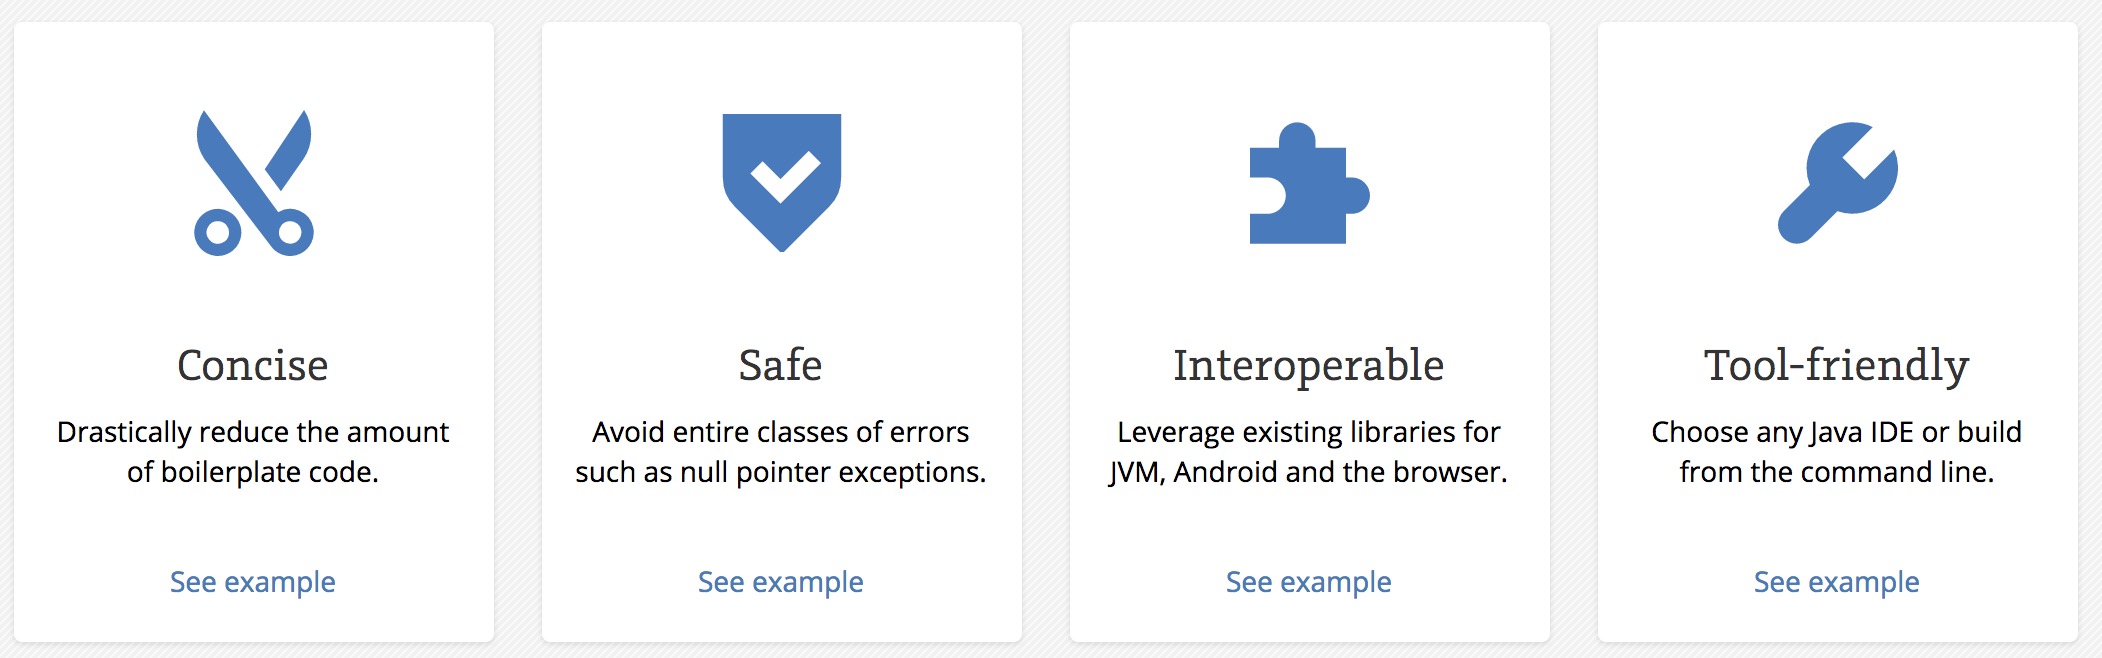 Concise
Drastically reduce the amount
of boilerplate code.
See example
Safe
Avoid entire classes of errors
such as null pointer exceptions.
See example
Interoperable
Leverage existing libraries for
JVM, Android and the browser.
See example
Tool-friendly
Choose any Java IDE or build
from the command line.
See example